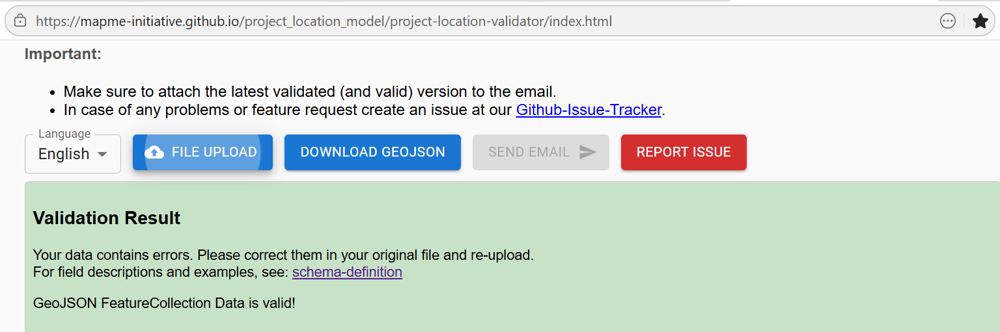 https://mapme-initiative.github.io/project_location_model/project-location-validator/index.html
Important:
Make sure to attach the latest validated (and valid) version to the email.
In case of any problems or feature request create an issue at our Github-Issue-Tracker.
Language
English
FILE UPLOAD
DOWNLOAD GEOJSON
SEND EMAIL
REPORT ISSUE
Validation Result
Your data contains errors. Please correct them in your original file and re-upload.
For field descriptions and examples, see: schema-definition
GeoJSON FeatureCollection Data is valid!